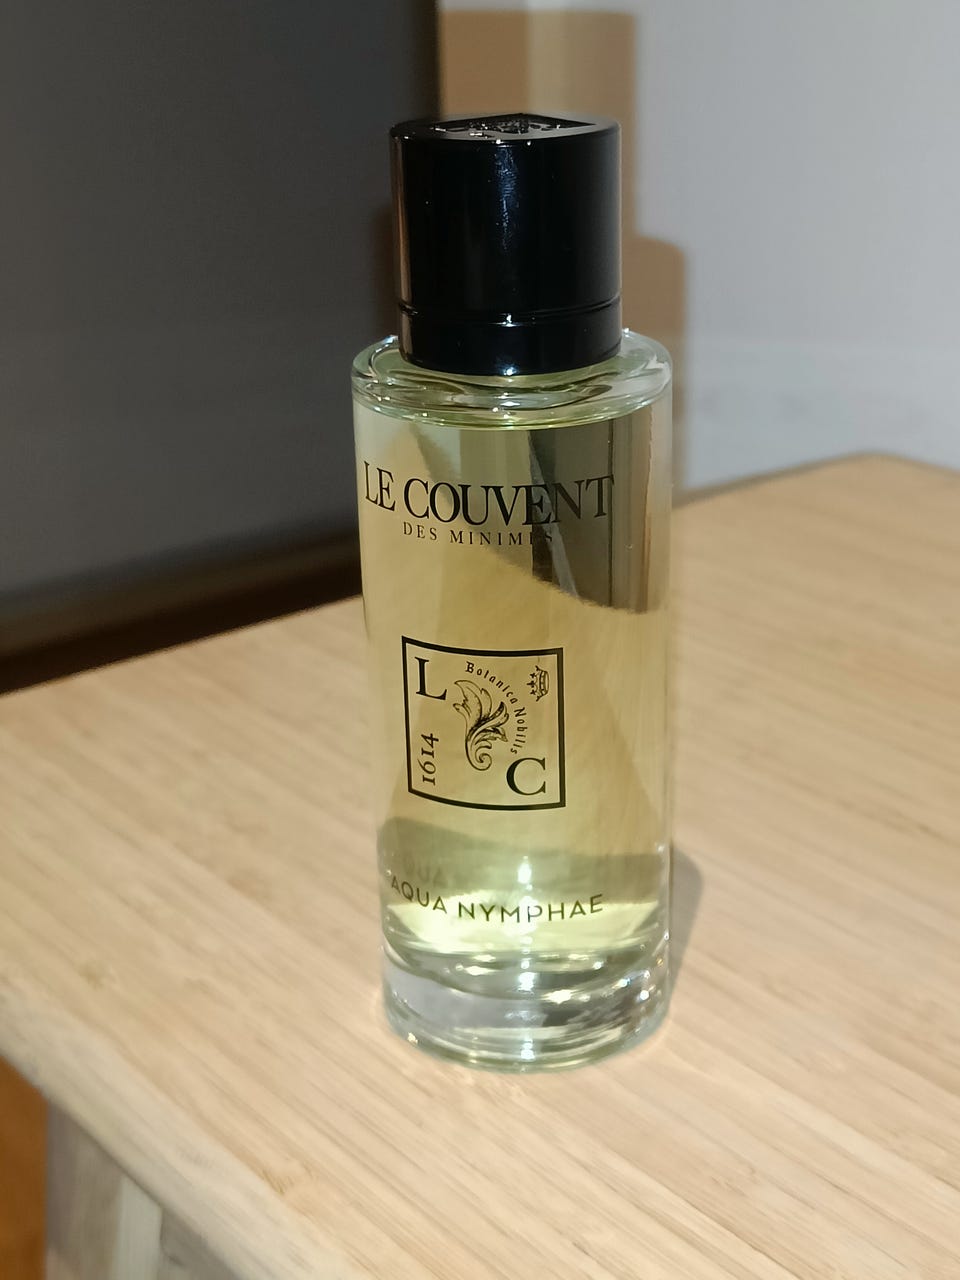 LE COUVENT
DES MINIMES
L
Botanica Nobilis
1614
C
AQUA NYMPHAE